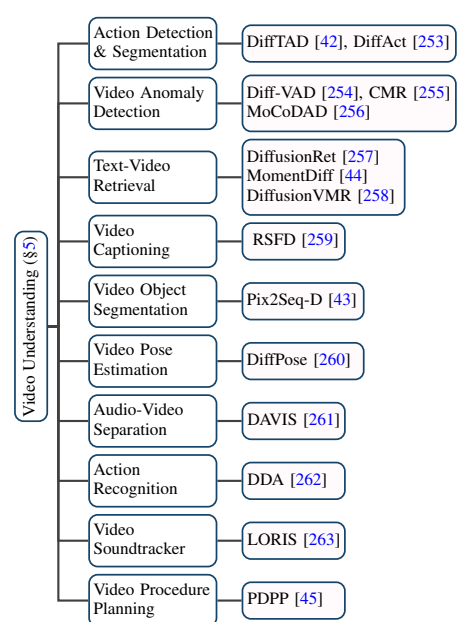 Video Understanding (§5)
Action Detection
& Segmentation
DiffTAD [42], DiffAct [253]
Video Anomaly
Detection
Diff-VAD [254], CMR [255]
MoCoDAD [256]
Text-Video
Retrieval
DiffusionRet [257]
MomentDiff [44]
DiffusionVMR [258]
Video
Captioning
RSFD [259]
Video Object
Segmentation
Pix2Seq-D [43]
Video Pose
Estimation
DiffPose [260]
Audio-Video
Separation
DAVIS [261]
Action
Recognition
DDA [262]
Video
Soundtracker
LORIS [263]
Video Procedure
Planning
PDPP [45]